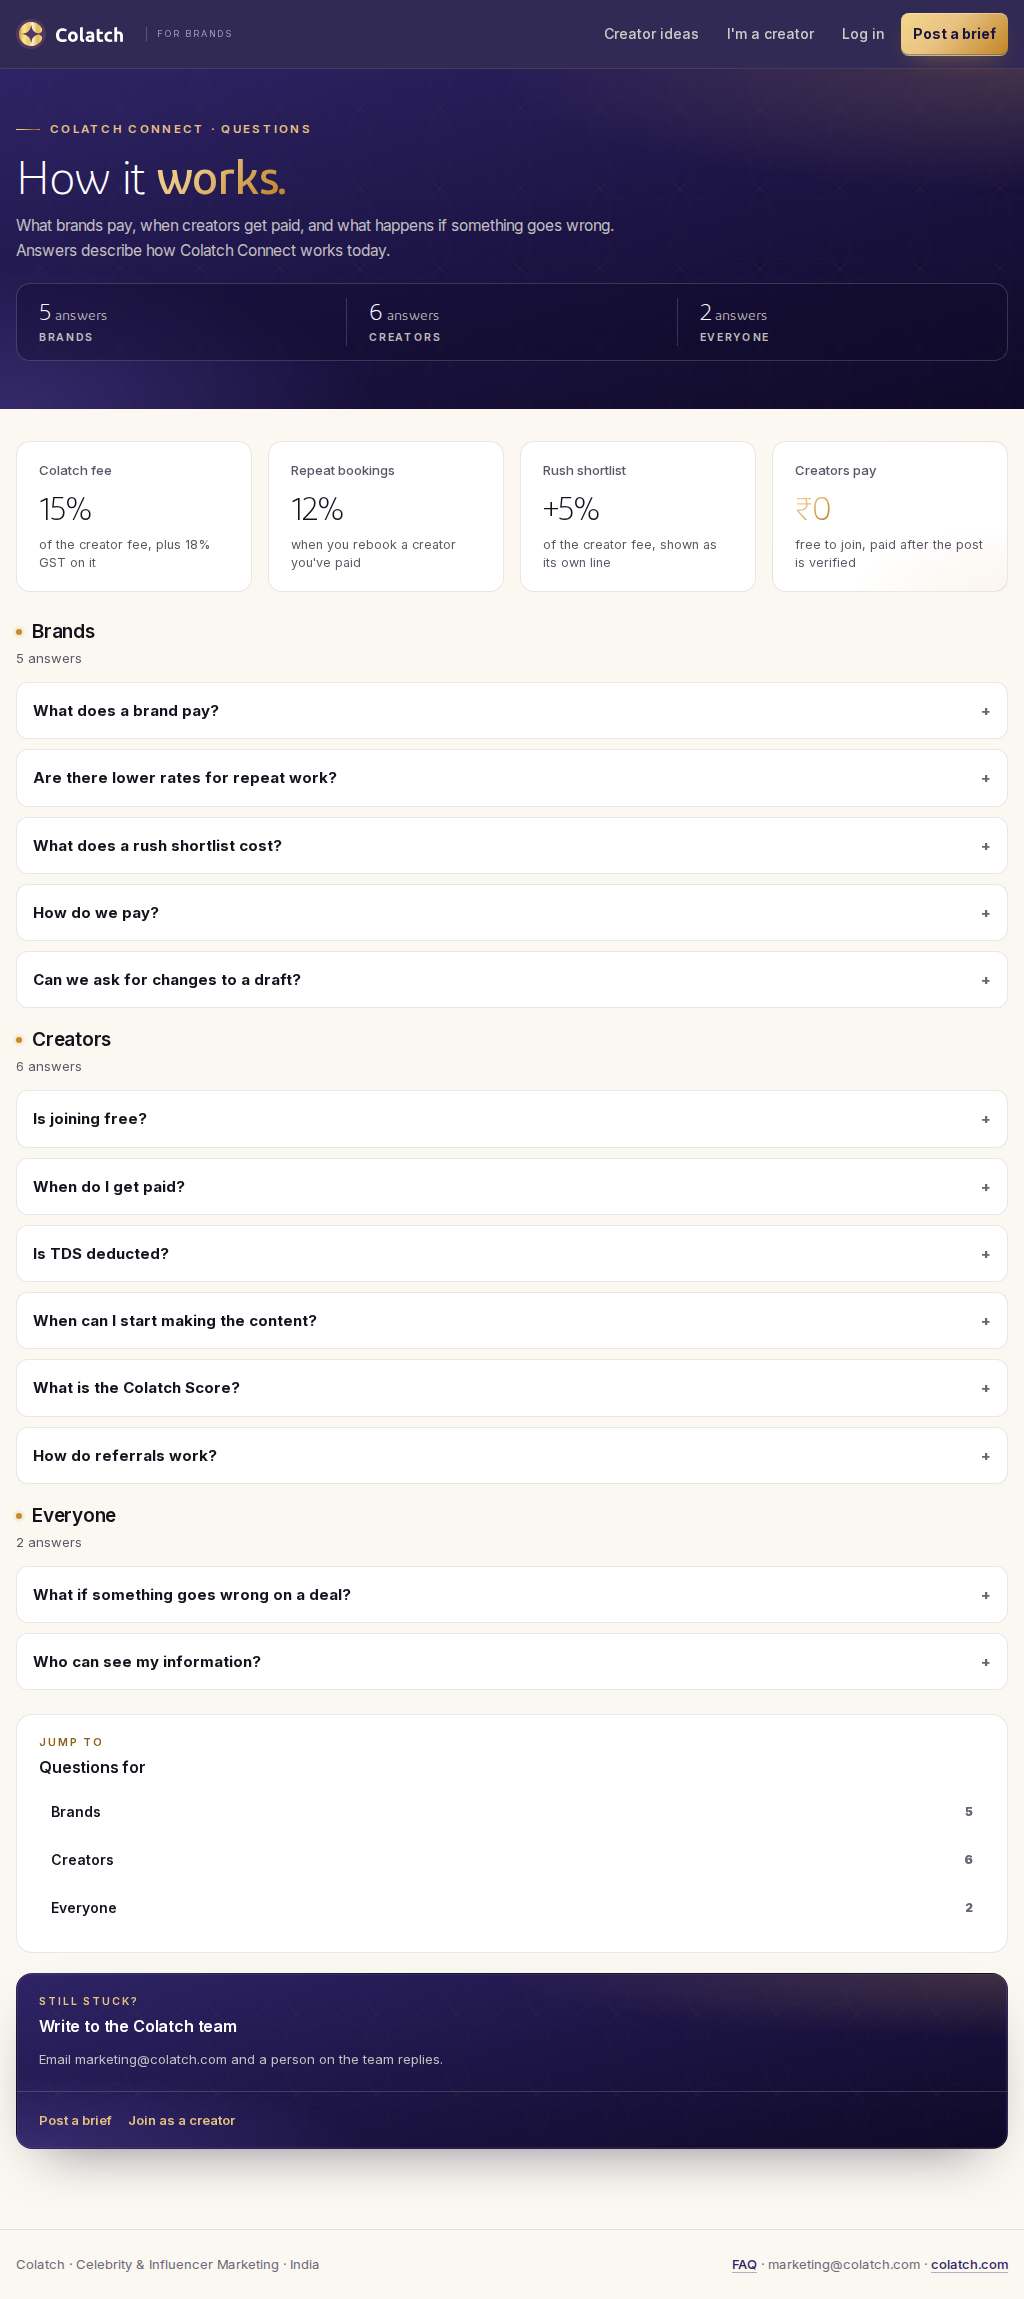 Colatch
FOR BRANDS
Creator ideas
I'm a creator
Log in
Post a brief
COLATCH CONNECT · QUESTIONS
How it works.
What brands pay, when creators get paid, and what happens if something goes wrong.
Answers describe how Colatch Connect works today.
5 answers
BRANDS
6 answers
CREATORS
2 answers
EVERYONE
Colatch fee
15%
of the creator fee, plus 18%
GST on it
Repeat bookings
12%
when you rebook a creator
you've paid
Rush shortlist
+5%
of the creator fee, shown as
its own line
Creators pay
₹0
free to join, paid after the post
is verified
Brands
5 answers
What does a brand pay?
+
Are there lower rates for repeat work?
+
What does a rush shortlist cost?
+
How do we pay?
+
Can we ask for changes to a draft?
+
Creators
6 answers
Is joining free?
+
When do I get paid?
+
Is TDS deducted?
+
When can I start making the content?
+
What is the Colatch Score?
+
How do referrals work?
+
Everyone
2 answers
What if something goes wrong on a deal?
+
Who can see my information?
+
JUMP TO
Questions for
Brands 5
Creators 6
Everyone 2
STILL STUCK?
Write to the Colatch team
Email marketing@colatch.com and a person on the team replies.
Post a brief Join as a creator
Colatch · Celebrity & Influencer Marketing · India
FAQ · marketing@colatch.com · colatch.com